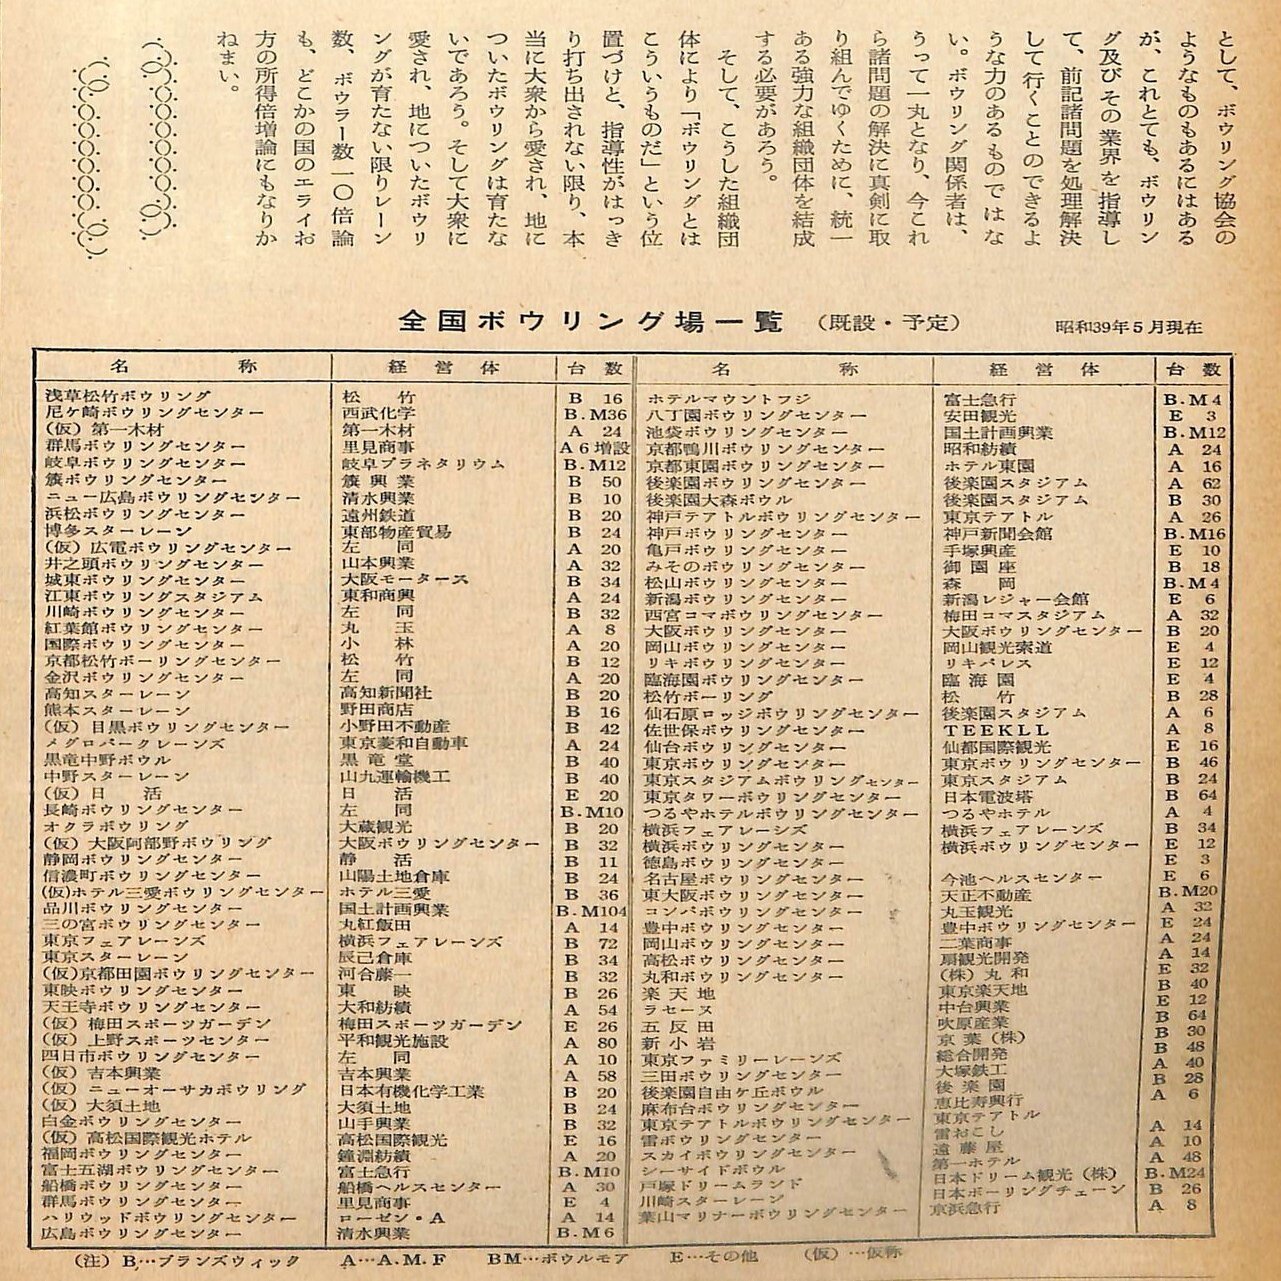 として、ボウリング協会の
ようなものもあるにはある
が、これとても、ボウリン
グ及びその業界を指導し
て、前記諸問題を処理解決
して行くことのできるよ
うな力のあるものではな
い。ボウリング関係者は、
うって一丸となり、今これ
ら諸問題の解決に真剣に取
り組んでゆくために、統一
ある強力な組織団体を結成
する必要があろう。
そして、こうした組織団
体により「ボウリングとは
こういうものだ」という位
置づけと、指導性がはっき
り打ち出されない限り、本
当に大衆から愛され、地に
ついたボウリングは育たな
いであろう。そして大衆に
愛され、地についたボウリ
ングが育たない限りレーン
数、ボウラー数一〇倍論
も、どこかの国のエライお
方の所得倍増論にもなりか
ねまい。
全国ボウリング場一覧 (既設・予定) 昭和39年5月現在
名称 経営体 台数
浅草松竹ボウリング 松竹 B 16
尼ケ崎ボウリングセンター 西武化学 B.M36
(仮) 第一木材 第一木材 A 24
群馬ボウリングセンター 里見商事 A 6増設
岐阜ボウリングセンター 岐阜プラネタリウム B.M12
簱ボウリングセンター 簱興業 B 50
ニュー広島ボウリングセンター 清水興業 B 10
浜松ボウリングセンター 遠州鉄道 B 20
博多スターレーン 東部物産貿易 B 24
(仮) 広電ボウリングセンター 左同 A 20
井之頭ボウリングセンター 山本興業 A 32
城東ボウリングセンター 大阪モータース B 34
江東ボウリングスタジアム 東和商興 A 24
川崎ボウリングセンター 左同 B 32
紅葉館ボウリングセンター 丸玉 A 8
国際ボウリングセンター 小林 A 20
京都松竹ボーリングセンター 松竹 B 12
金沢ボウリングセンター 左同 A 20
高知スターレーン 高知新聞社 B 20
熊本スターレーン 野田商店 B 16
(仮) 目黒ボウリングセンター 小野田不動産 B 42
メグロパークレーンズ 東京菱和自動車 A 24
黒竜中野ボウル 黒竜堂 B 40
中野スターレーン 山九運輸機工 B 40
(仮) 日活 日活 E 20
長崎ボウリングセンター 左同 B.M10
オクラボウリング 大蔵観光 B 20
(仮) 大阪阿部野ボウリング 大阪ボウリングセンター B 32
静岡ボウリングセンター 静活 B 11
信濃町ボウリングセンター 山陽土地倉庫 B 24
(仮)ホテル三愛ボウリングセンター ホテル三愛 B 36
品川ボウリングセンター 国土計画興業 B.M104
三の宮ボウリングセンター 丸紅飯田 A 14
東京フェアレーンズ 横浜フェアレーンズ B 72
東京スターレーン 辰己倉庫 B 34
(仮)京都田園ボウリングセンター 河合藤一 B 32
東映ボウリングセンター 東映 B 26
天王寺ボウリングセンター 大和紡績 A 54
(仮) 梅田スポーツガーデン 梅田スポーツガーデン E 26
(仮) 上野スポーツセンター 平和観光施設 A 80
四日市ボウリングセンター 左同 A 10
(仮) 吉本興業 吉本興業 A 58
(仮) ニューオーサカボウリング 日本有機化学工業 B 20
(仮) 大須土地 大須土地 B 24
白金ボウリングセンター 山手興業 B 32
(仮) 高松国際観光ホテル 高松国際観光 E 16
福岡ボウリングセンター 鐘淵紡績 A 20
富士五湖ボウリングセンター 富士急行 B.M10
船橋ボウリングセンター 船橋ヘルスセンター A 30
群馬ボウリングセンター 里見商事 E 4
ハリウッドボウリングセンター ローゼン・A A 14
広島ボウリングセンター 清水興業 B.M6
名称 経営体 台数
ホテルマウントフジ 富士急行 B.M4
八丁園ボウリングセンター 安田観光 E 3
池袋ボウリングセンター 国土計画興業 B.M12
京都鴨川ボウリングセンター 昭和紡績 A 24
京都東園ボウリングセンター ホテル東園 A 16
後楽園ボウリングセンター 後楽園スタジアム A 62
後楽園大森ボウル 後楽園スタジアム B 30
神戸テアトルボウリングセンター 東京テアトル A 26
神戸ボウリングセンター 神戸新聞会館 B.M16
亀戸ボウリングセンター 手塚興産 E 10
みそのボウリングセンター 御園座 B 18
松山ボウリングセンター 森岡 B.M4
新潟ボウリングセンター 新潟レジャー会館 E 6
西宮コマボウリングセンター 梅田コマスタジアム A 32
大阪ボウリングセンター 大阪ボウリングセンター B 20
岡山ボウリングセンター 岡山観光索道 E 4
リキボウリングセンター リキパレス E 12
臨海園ボウリングセンター 臨海園 E 4
松竹ボーリング 松竹 B 28
仙石原ロッジボウリングセンター 後楽園スタジアム A 6
佐世保ボウリングセンター TEEKLL A 8
仙台ボウリングセンター 仙都国際観光 E 16
東京ボウリングセンター 東京ボウリングセンター B 46
東京スタジアムボウリングセンター 東京スタジアム B 24
東京タワーボウリングセンター 日本電波塔 B 64
つるやホテルボウリングセンター つるやホテル A 4
横浜フェアレーンズ 横浜フェアレーンズ B 34
横浜ボウリングセンター 横浜ボウリングセンター E 12
徳島ボウリングセンター E 3
名古屋ボウリングセンター 今池ヘルスセンター E 6
東大阪ボウリングセンター 天正不動産 B.M20
コンパボウリングセンター 丸玉観光 A 32
豊中ボウリングセンター 豊中ボウリングセンター E 24
岡山ボウリングセンター 二葉商事 A 24
高松ボウリングセンター 扇観光開発 A 14
丸和ボウリングセンター (株) 丸和 E 32
楽天地 東京楽天地 B 40
ラセーヌ 中台興業 E 12
五反田 吹原産業 B 64
新小岩 京葉 (株) B 30
東京ファミリーレーンズ 総合開発 B 48
三田ボウリングセンター 大塚鉄工 A 40
後楽園自由ケ丘ボウル 後楽園 B 28
麻布台ボウリングセンター 恵比寿興行 A 6
東京テアトルボウリングセンター 東京テアトル
雷ボウリングセンター 雷おこし A 14
スカイボウリングセンター 遠藤屋 A 10
シーサイドボウル 第一ホテル A 48
戸塚ドリームランド 日本ドリーム観光 (株) B.M24
川崎スターレーン 日本ボーリングチェーン B 26
葉山マリナーボウリングセンター 京浜急行 A 8
(注) B…ブランズウィック A…A.M.F BM…ボウルモア E…その他 (仮)…仮称